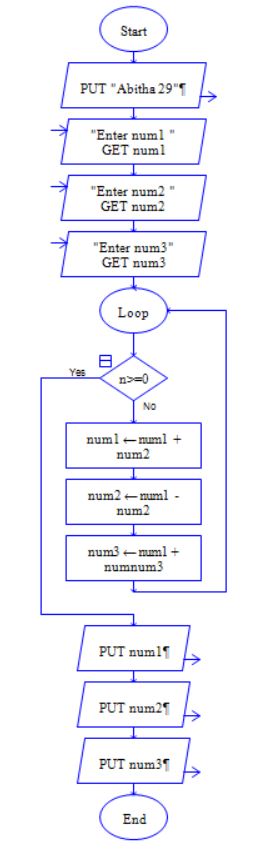 Start
PUT "Abitha 29"¶
"Enter num1 "
GET num1
"Enter num2 "
GET num2
"Enter num3"
GET num3
Loop
Yes
n>=0
No
num1 ← num1 +
num2
num2 ← num1 -
num2
num3 ← num1 +
numnum3
PUT num1¶
PUT num2¶
PUT num3¶
End